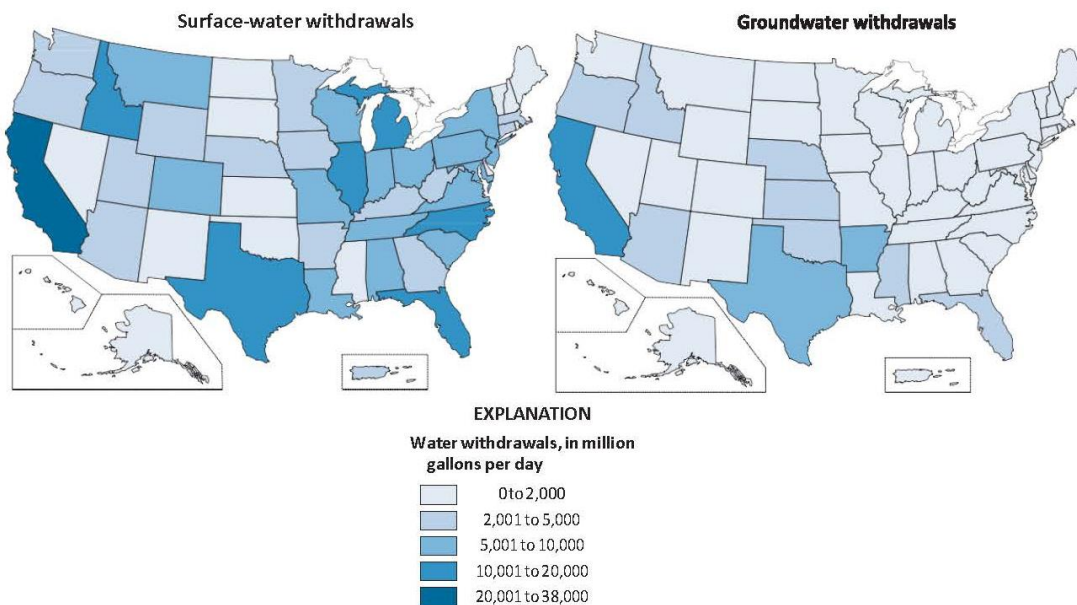 Surface-water withdrawals
Groundwater withdrawals
EXPLANATION
Water withdrawals, in million
gallons per day
0 to 2,000
2,001 to 5,000
5,001 to 10,000
10,001 to 20,000
20,001 to 38,000